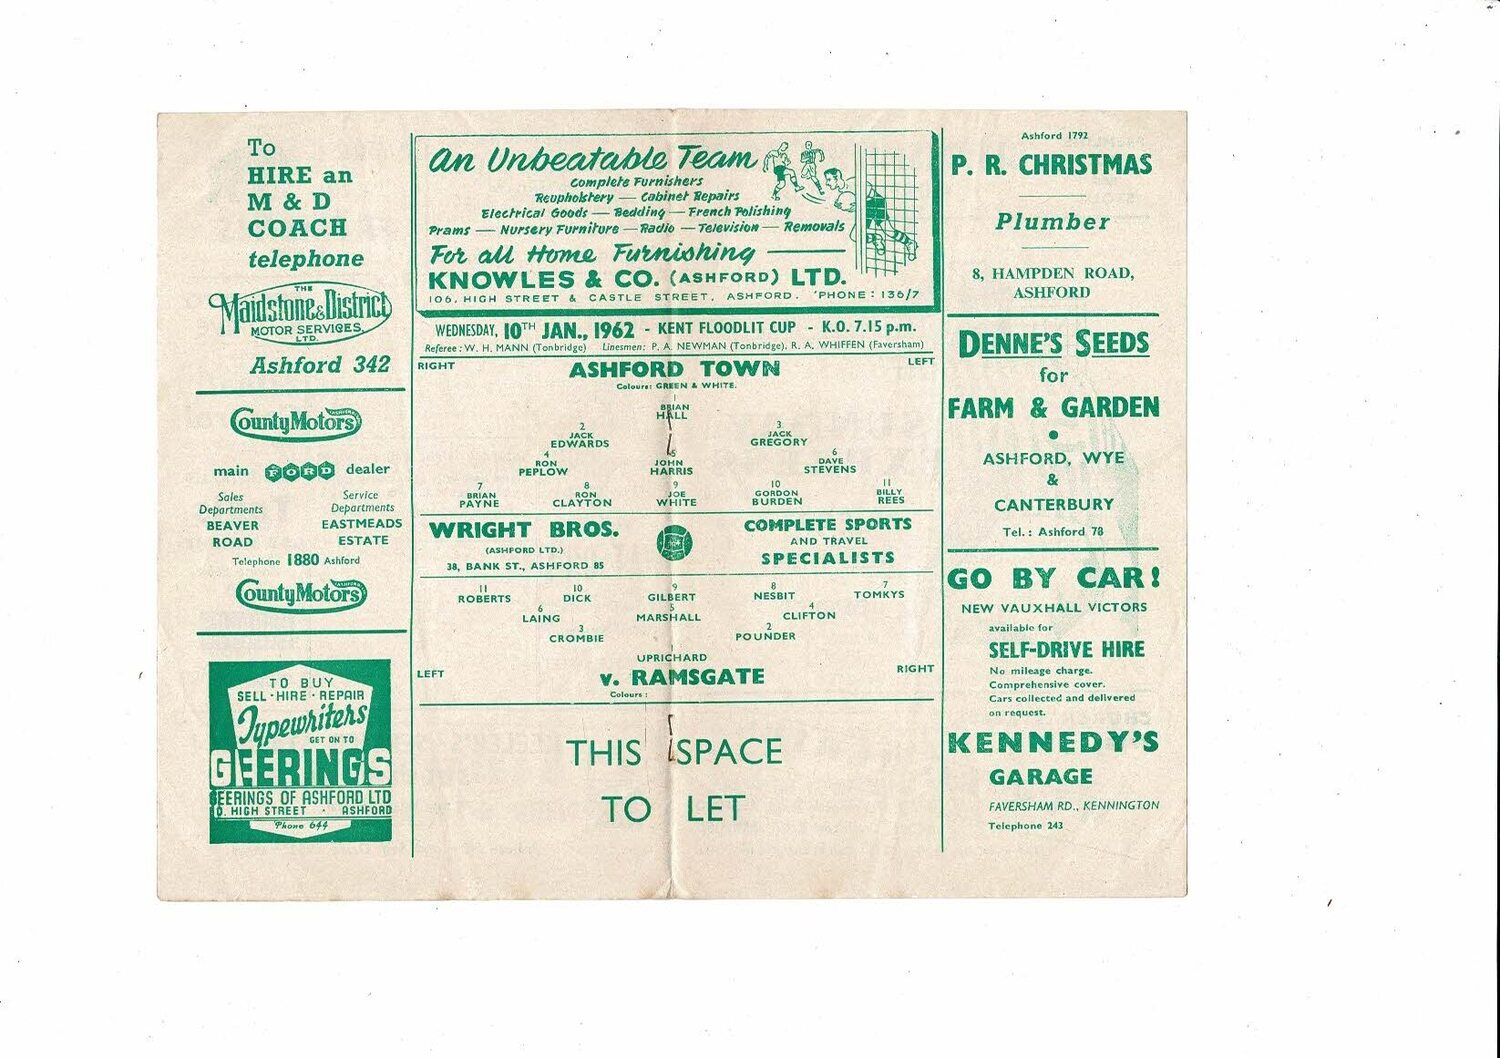 To
HIRE an
M & D
COACH
telephone
THE
Maidstone & District
MOTOR SERVICES,
LTD.
Ashford 342
CountyMotors
main FORD dealer
Sales
Departments
BEAVER
ROAD
Service
Departments
EASTMEADS
ESTATE
Telephone 1880 Ashford
CountyMotors
TO BUY
SELL · HIRE · REPAIR
Typewriters
GET ON TO
GEERINGS
GEERINGS OF ASHFORD LTD
HIGH STREET · ASHFORD
Phone 644
An Unbeatable Team
Complete Furnishers
Reupholstery — Cabinet Repairs
Electrical Goods — Bedding — French Polishing
Prams — Nursery Furniture — Radio — Television — Removals
For all Home Furnishing
KNOWLES & CO. (ASHFORD) LTD.
106, HIGH STREET & CASTLE STREET, ASHFORD. 'PHONE: 136/7
WEDNESDAY, 10TH JAN., 1962 - KENT FLOODLIT CUP - K.O. 7.15 p.m.
Referee: W. H. MANN (Tonbridge) Linesmen: P. A. NEWMAN (Tonbridge), R. A. WHIFFEN (Faversham)
RIGHT ASHFORD TOWN LEFT
Colours: GREEN & WHITE.
1
BRIAN
HALL
2 3
JACK JACK
EDWARDS GREGORY
4 5 6
RON JOHN DAVE
PEPLOW HARRIS STEVENS
7 8 9 10 11
BRIAN RON JOE GORDON BILLY
PAYNE CLAYTON WHITE BURDEN REES
WRIGHT BROS.
(ASHFORD LTD.)
38, BANK ST., ASHFORD 85
COMPLETE SPORTS
AND TRAVEL
SPECIALISTS
11 10 9 8 7
ROBERTS DICK GILBERT NESBIT TOMKYS
6 5 4
LAING MARSHALL CLIFTON
3 2
CROMBIE POUNDER
1
UPRICHARD
LEFT v. RAMSGATE RIGHT
Colours:
THIS SPACE
TO LET
Ashford 1792
P. R. CHRISTMAS
Plumber
8, HAMPDEN ROAD,
ASHFORD
DENNE'S SEEDS
for
FARM & GARDEN
•
ASHFORD, WYE
&
CANTERBURY
Tel.: Ashford 78
GO BY CAR!
NEW VAUXHALL VICTORS
available for
SELF-DRIVE HIRE
No mileage charge.
Comprehensive cover.
Cars collected and delivered
on request.
KENNEDY'S
GARAGE
FAVERSHAM RD., KENNINGTON
Telephone 243